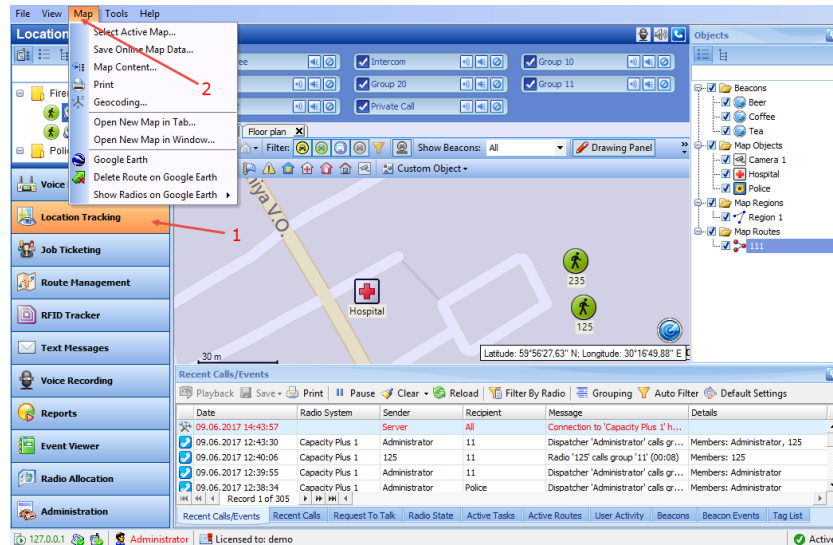 File View Map Tools Help
Location
Objects
Select Active Map...
Save Online Map Data...
Map Content...
Print
Geocoding...
Open New Map in Tab...
Open New Map in Window...
Google Earth
Delete Route on Google Earth
Show Radios on Google Earth
2
1
Intercom
Group 10
Group 20
Group 11
Private Call
Floor plan X
Filter: Show Beacons: All Drawing Panel
Custom Object
Beacons
Beer
Coffee
Tea
Map Objects
Camera 1
Hospital
Police
Map Regions
Region 1
Map Routes
111
Voice
Location Tracking
Job Ticketing
Route Management
RFID Tracker
Text Messages
Voice Recording
Reports
Event Viewer
Radio Allocation
Administration
V.O.
235
Hospital
125
30 m
Latitude: 59°56'27,63" N; Longitude: 30°16'49,88" E
Recent Calls/Events
Playback Save Print Pause Clear Reload Filter By Radio Grouping Auto Filter Default Settings
Date Radio System Sender Recipient Message Details
09.06.2017 14:43:57 Server All Connection to 'Capacity Plus 1' h...
09.06.2017 12:43:30 Capacity Plus 1 Administrator 11 Dispatcher 'Administrator' calls gr... Members: Administrator, 125
09.06.2017 12:40:06 Capacity Plus 1 125 11 Radio '125' calls group '11' (00:08) Members: 125
09.06.2017 12:39:55 Capacity Plus 1 Administrator 11 Dispatcher 'Administrator' calls gr... Members: Administrator
09.06.2017 12:38:34 Capacity Plus 1 Administrator Police Dispatcher 'Administrator' calls gr... Members: Administrator
Record 1 of 305
Recent Calls/Events Recent Calls Request To Talk Radio State Active Tasks Active Routes User Activity Beacons Beacon Events Tag List
127.0.0.1 Administrator Licensed to: demo Active